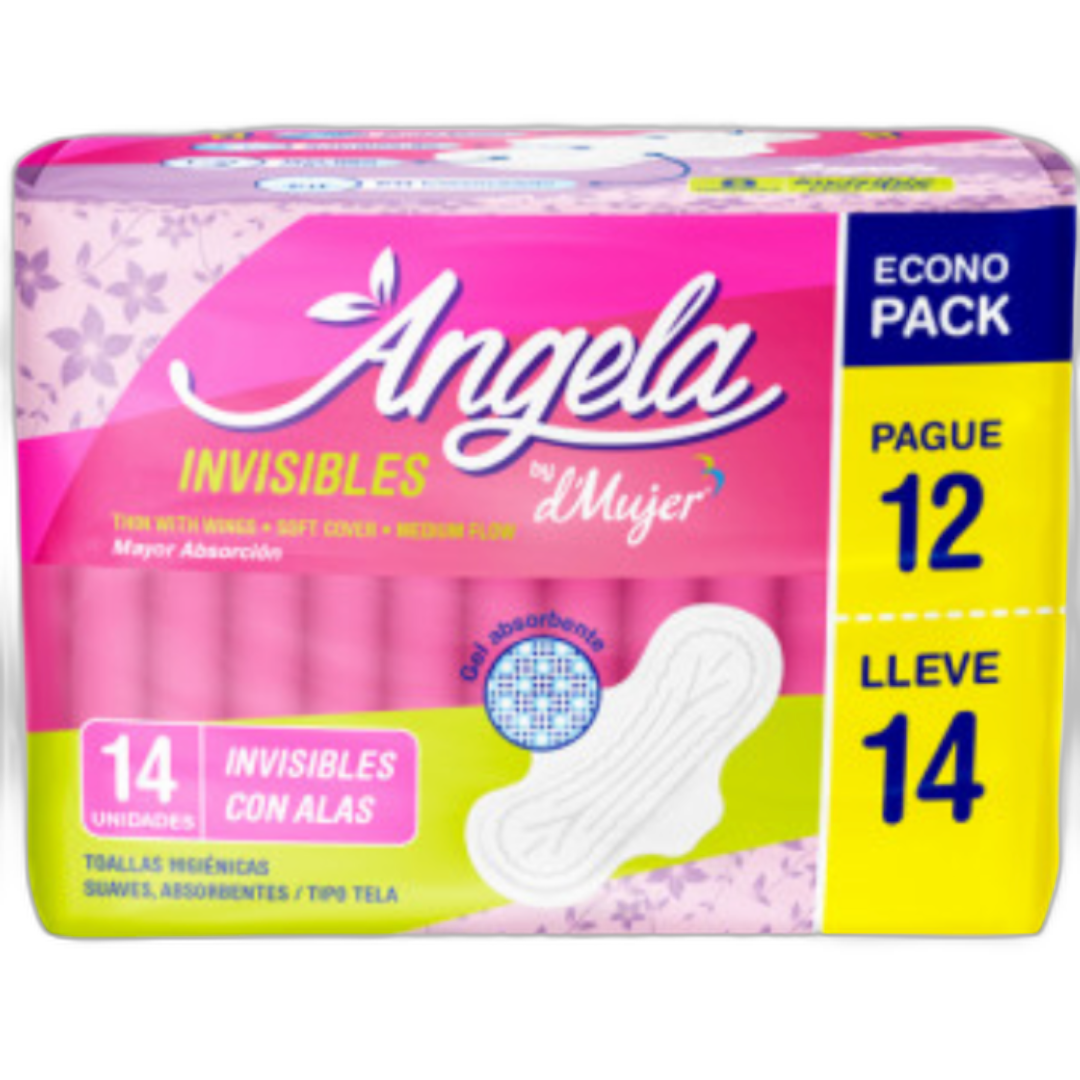 Angela
by
d'Mujer
INVISIBLES
THIN WITH WINGS • SOFT COVER • MEDIUM FLOW
Mayor Absorción
Gel absorbente
14
UNIDADES
INVISIBLES
CON ALAS
TOALLAS HIGIÉNICAS
SUAVES, ABSORBENTES / TIPO TELA
ECONO
PACK
PAGUE
12
LLEVE
14